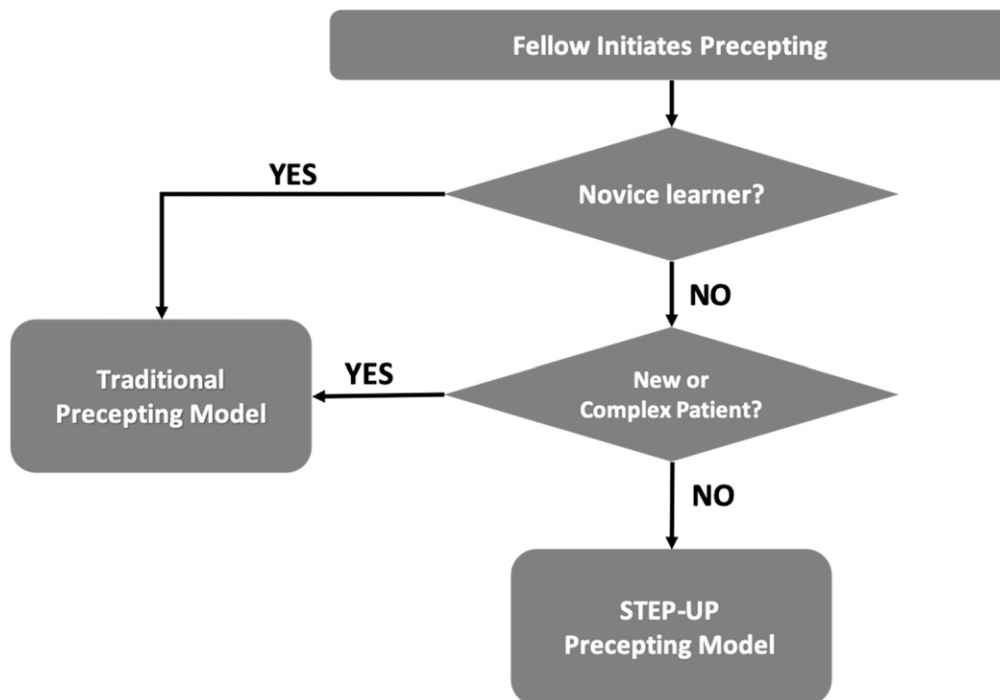 Fellow Initiates Precepting
YES
Novice learner?
NO
Traditional
Precepting Model
YES
New or
Complex Patient?
NO
STEP-UP
Precepting Model